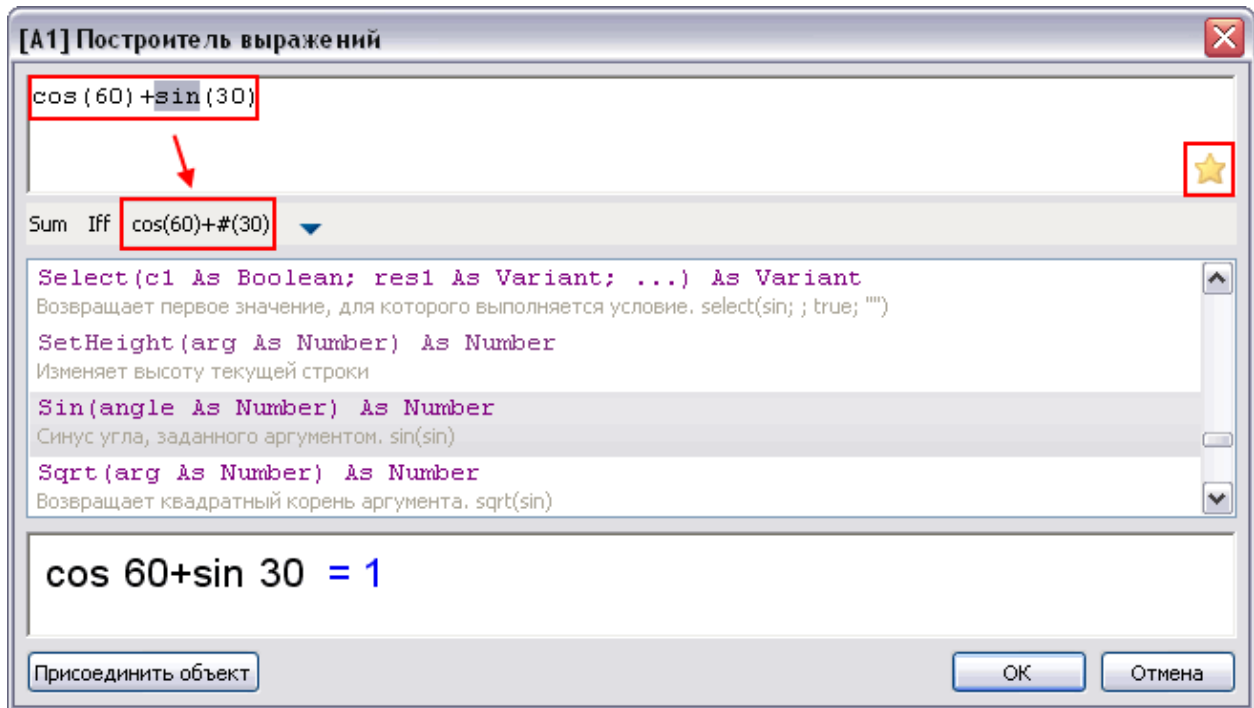 [A1] Построитель выражений
cos(60)+sin(30)
Sum Iff cos(60)+#(30)
Select(c1 As Boolean; res1 As Variant; ...) As Variant
Возвращает первое значение, для которого выполняется условие. select(sin; ; true; "")
SetHeight(arg As Number) As Number
Изменяет высоту текущей строки
Sin(angle As Number) As Number
Синус угла, заданного аргументом. sin(sin)
Sqrt(arg As Number) As Number
Возвращает квадратный корень аргумента. sqrt(sin)
cos 60+sin 30 = 1
Присоединить объект ОК Отмена